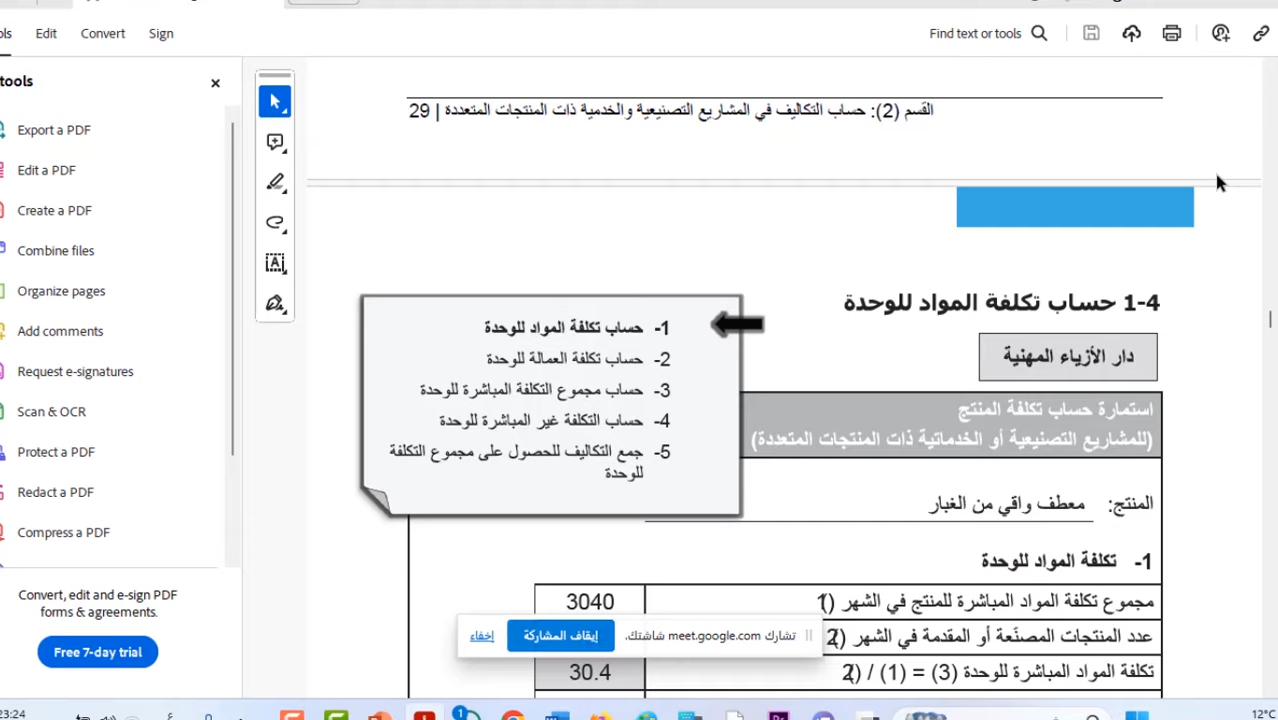 Edit
Convert
Sign
Find text or tools
tools
Export a PDF
Edit a PDF
Create a PDF
Combine files
Organize pages
Add comments
Request e-signatures
Scan & OCR
Protect a PDF
Redact a PDF
Compress a PDF
Convert, edit and e-sign PDF
forms & agreements.
Free 7-day trial
القسم (2): حساب التكاليف في المشاريع التصنيعية والخدمية ذات المنتجات المتعددة | 29
1-4 حساب تكلفة المواد للوحدة
دار الأزياء المهنية
1- حساب تكلفة المواد للوحدة
2- حساب تكلفة العمالة للوحدة
3- حساب مجموع التكلفة المباشرة للوحدة
4- حساب التكلفة غير المباشرة للوحدة
5- جمع التكاليف للحصول على مجموع التكلفة
للوحدة
استمارة حساب تكلفة المنتج
(للمشاريع التصنيعية أو الخدماتية ذات المنتجات المتعددة)
المنتج: معطف واقي من الغبار
1- تكلفة المواد للوحدة
مجموع تكلفة المواد المباشرة للمنتج في الشهر (1) 3040
عدد المنتجات المصنّعة أو المقدمة في الشهر (2)
تكلفة المواد المباشرة للوحدة (3) = (1) / (2) 30.4
تشارك meet.google.com شاشتك.
إيقاف المشاركة
إخفاء
23:24
12°C